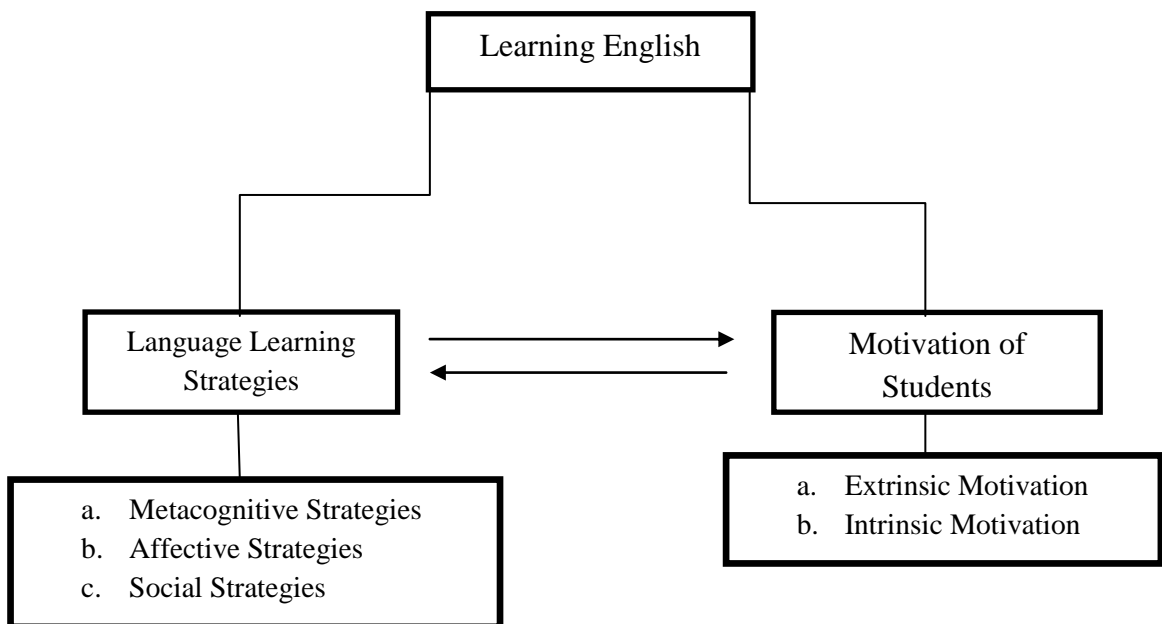 Learning English
Language Learning
Strategies
Motivation of
Students
a. Metacognitive Strategies
b. Affective Strategies
c. Social Strategies
a. Extrinsic Motivation
b. Intrinsic Motivation